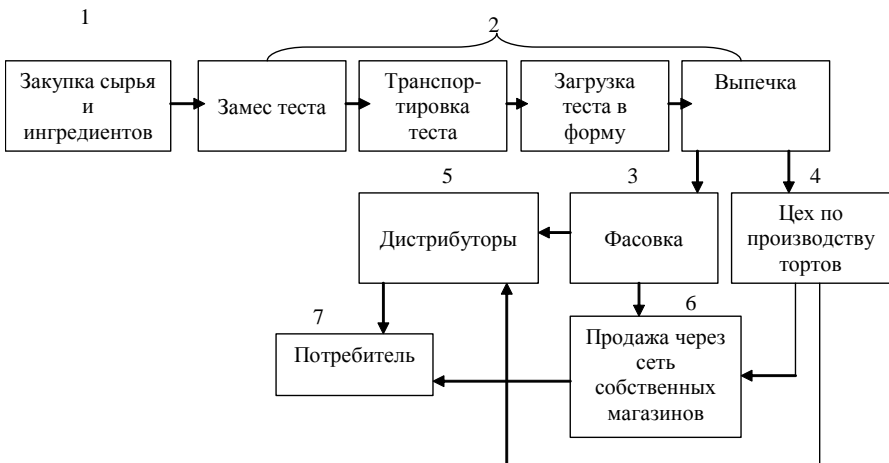 1
2
Закупка сырья
и
ингредиентов
Замес теста
Транспор-
тировка
теста
Загрузка
теста в
форму
Выпечка
5
3
4
Дистрибуторы
Фасовка
Цех по
производству
тортов
7
6
Потребитель
Продажа через
сеть
собственных
магазинов